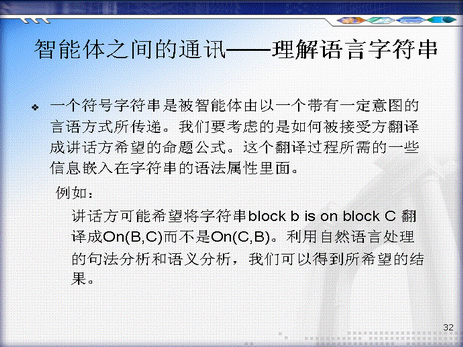 智能体之间的通讯——理解语言字符串
一个符号字符串是被智能体由以一个带有一定意图的
言语方式所传递。我们要考虑的是如何被接受方翻译
成讲话方希望的命题公式。这个翻译过程所需的一些
信息嵌入在字符串的语法属性里面。
例如：
讲话方可能希望将字符串block b is on block C 翻
译成On(B,C)而不是On(C,B)。利用自然语言处理
的句法分析和语义分析，我们可以得到所希望的结
果。
32